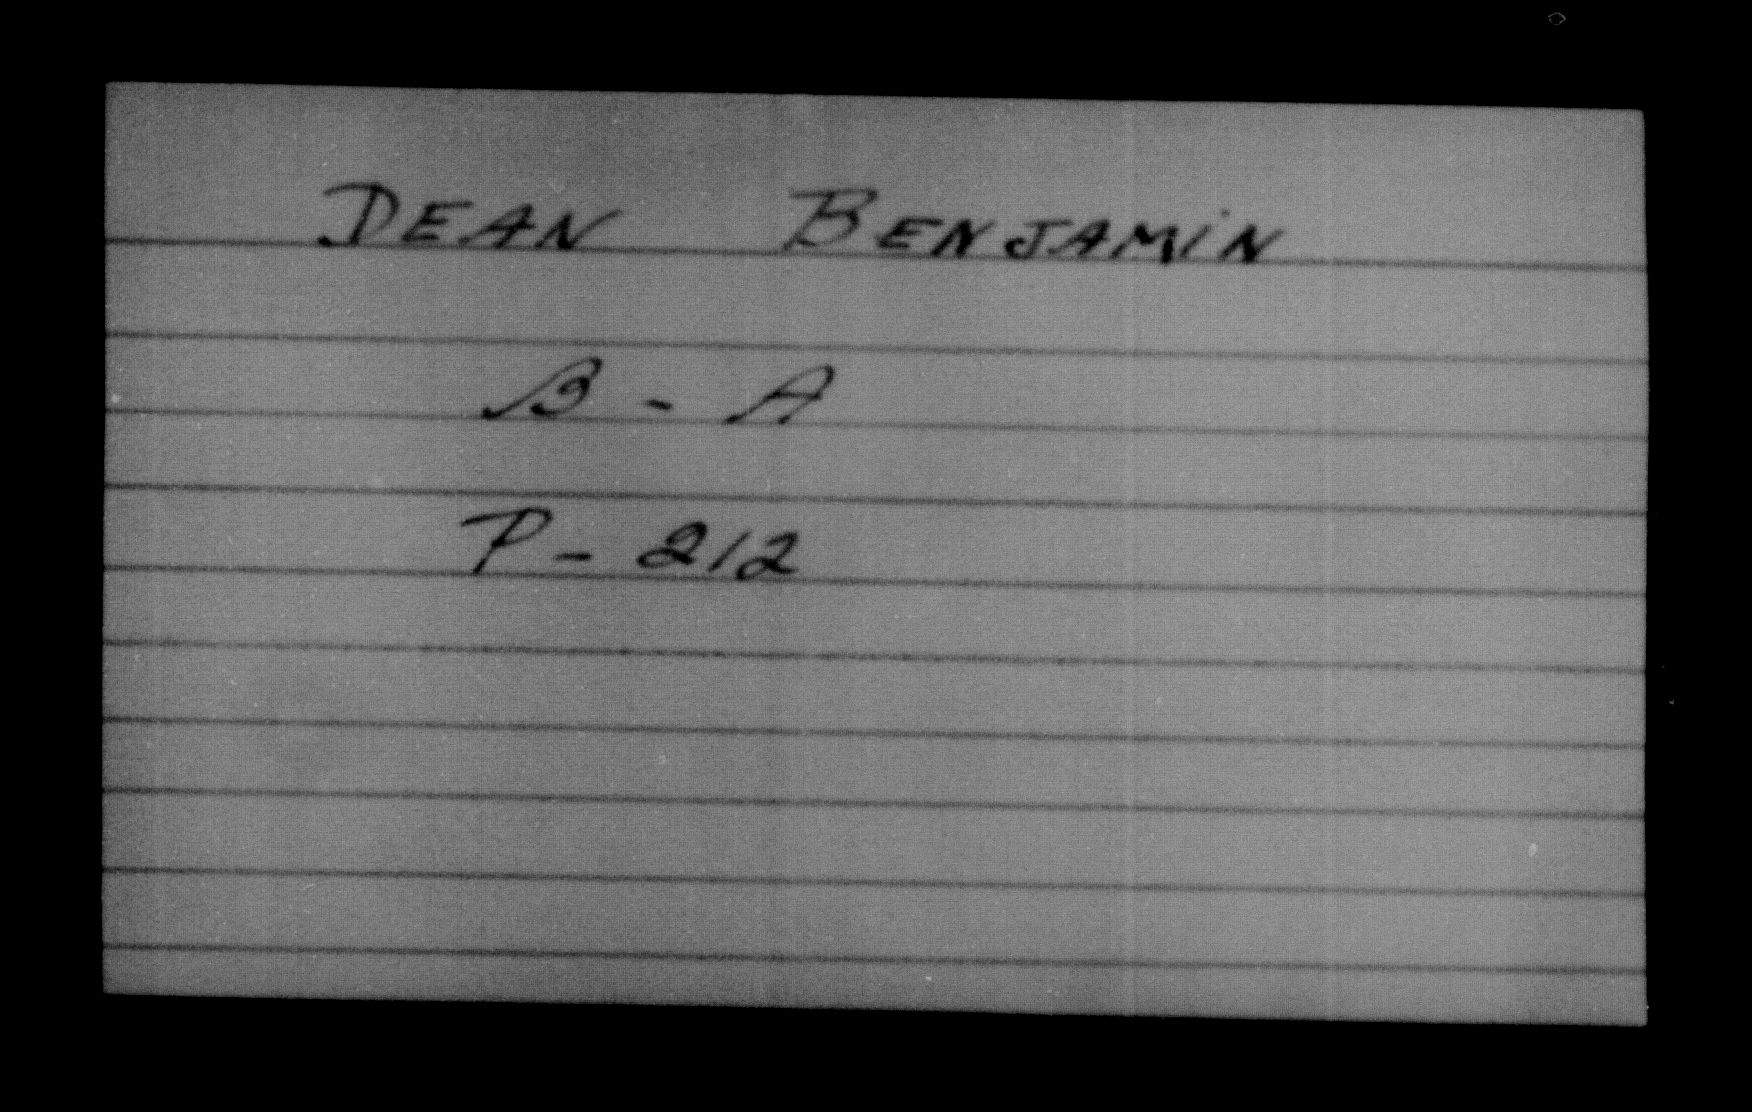 DEAN BENJAMIN
B - A
P - 212